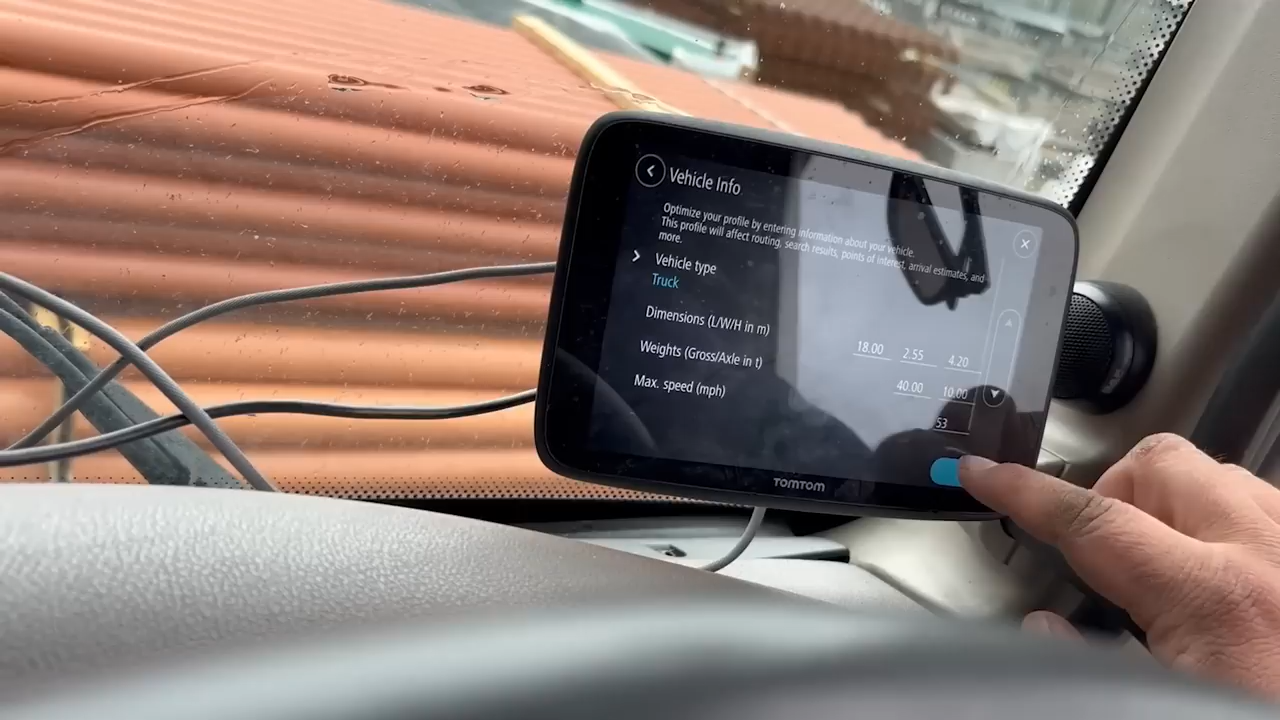 Vehicle Info
Optimize your profile by entering information about your vehicle.
This profile will affect routing, search results, points of interest, arrival estimates, and
more.
Vehicle type
Truck
Dimensions (L/W/H in m)
18.00 2.55 4.20
Weights (Gross/Axle in t)
40.00 10.00
Max. speed (mph)
53
TOMTOM